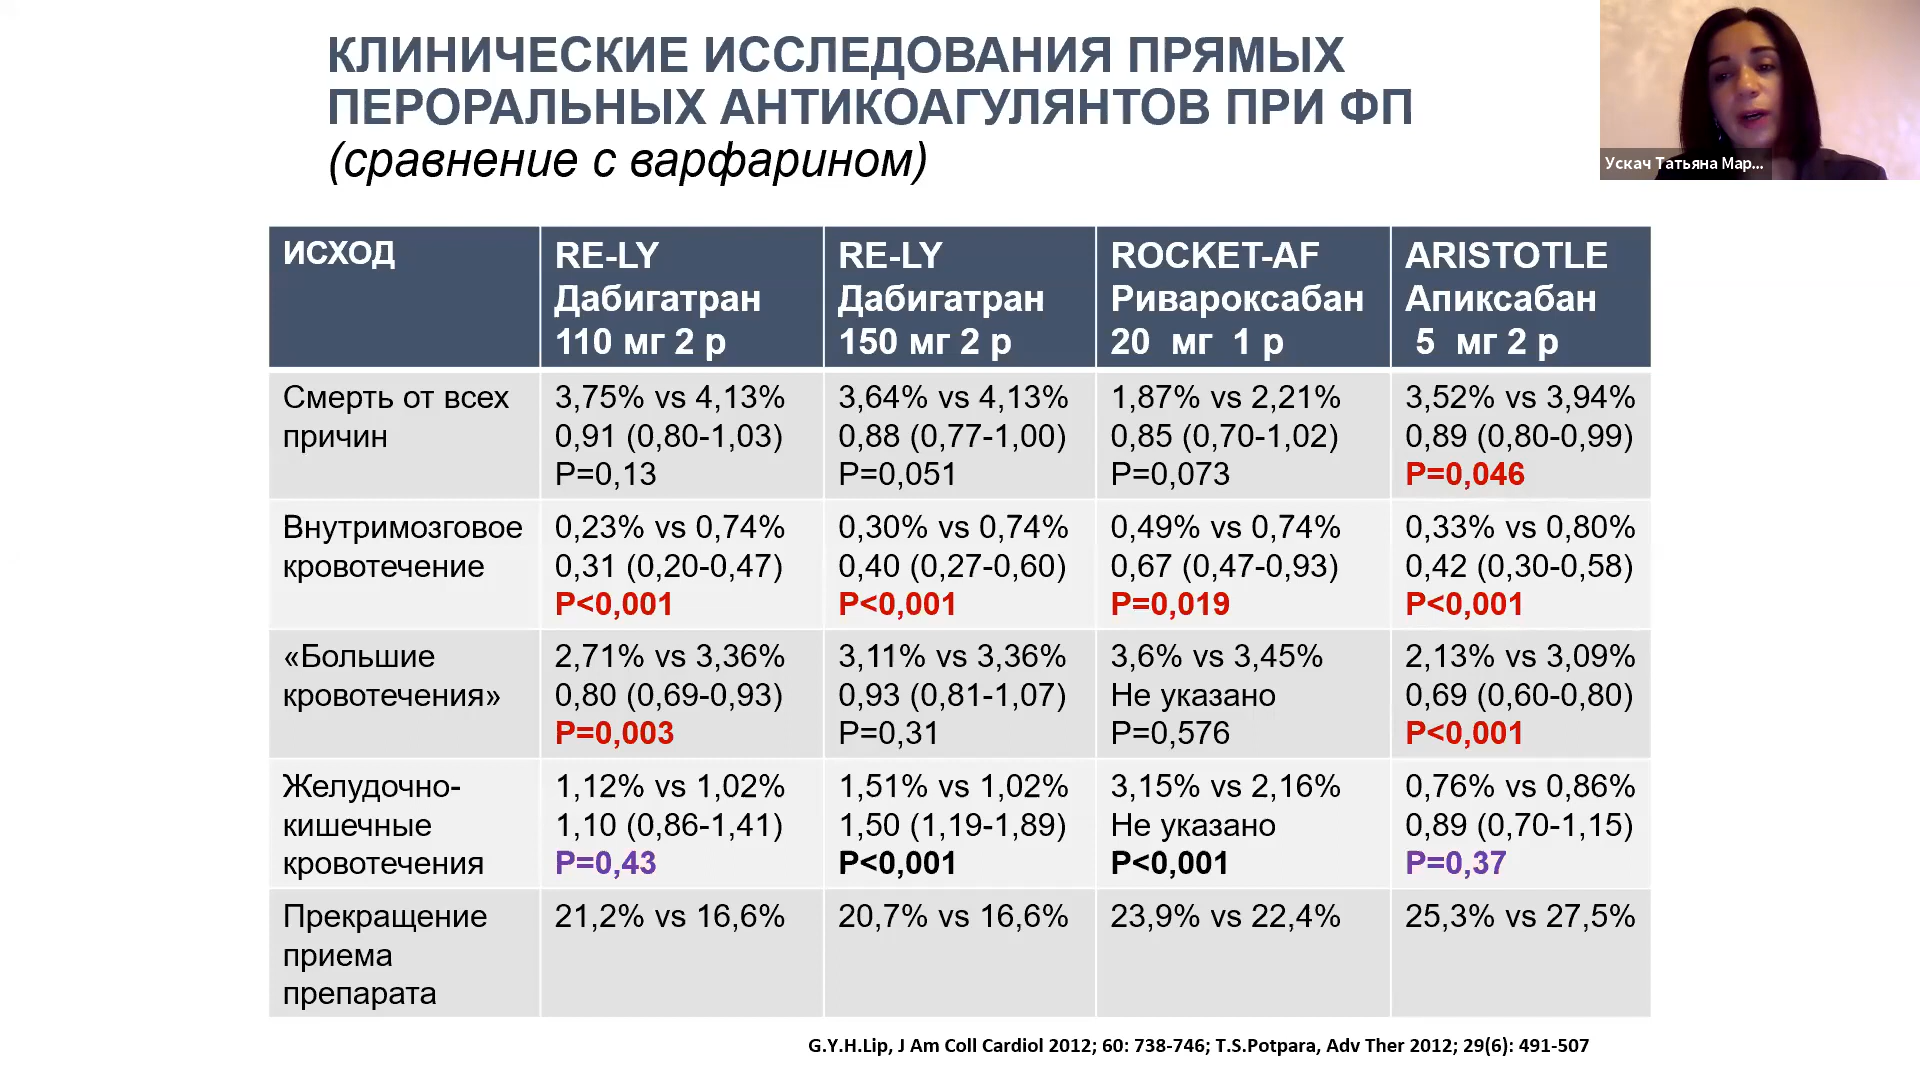 КЛИНИЧЕСКИЕ ИССЛЕДОВАНИЯ ПРЯМЫХ
ПЕРОРАЛЬНЫХ АНТИКОАГУЛЯНТОВ ПРИ ФП
(сравнение с варфарином)
Ускач Татьяна Мар...
ИСХОД
RE-LY
Дабигатран
110 мг 2 р
RE-LY
Дабигатран
150 мг 2 р
ROCKET-AF
Ривароксабан
20 мг 1 р
ARISTOTLE
Апиксабан
5 мг 2 р
Смерть от всех
причин
3,75% vs 4,13%
0,91 (0,80-1,03)
P=0,13
3,64% vs 4,13%
0,88 (0,77-1,00)
P=0,051
1,87% vs 2,21%
0,85 (0,70-1,02)
P=0,073
3,52% vs 3,94%
0,89 (0,80-0,99)
P=0,046
Внутримозговое
кровотечение
0,23% vs 0,74%
0,31 (0,20-0,47)
P<0,001
0,30% vs 0,74%
0,40 (0,27-0,60)
P<0,001
0,49% vs 0,74%
0,67 (0,47-0,93)
P=0,019
0,33% vs 0,80%
0,42 (0,30-0,58)
P<0,001
«Большие
кровотечения»
2,71% vs 3,36%
0,80 (0,69-0,93)
P=0,003
3,11% vs 3,36%
0,93 (0,81-1,07)
P=0,31
3,6% vs 3,45%
Не указано
P=0,576
2,13% vs 3,09%
0,69 (0,60-0,80)
P<0,001
Желудочно-
кишечные
кровотечения
1,12% vs 1,02%
1,10 (0,86-1,41)
P=0,43
1,51% vs 1,02%
1,50 (1,19-1,89)
P<0,001
3,15% vs 2,16%
Не указано
P<0,001
0,76% vs 0,86%
0,89 (0,70-1,15)
P=0,37
Прекращение
приема
препарата
21,2% vs 16,6%
20,7% vs 16,6%
23,9% vs 22,4%
25,3% vs 27,5%
G.Y.H.Lip, J Am Coll Cardiol 2012; 60: 738-746; T.S.Potpara, Adv Ther 2012; 29(6): 491-507